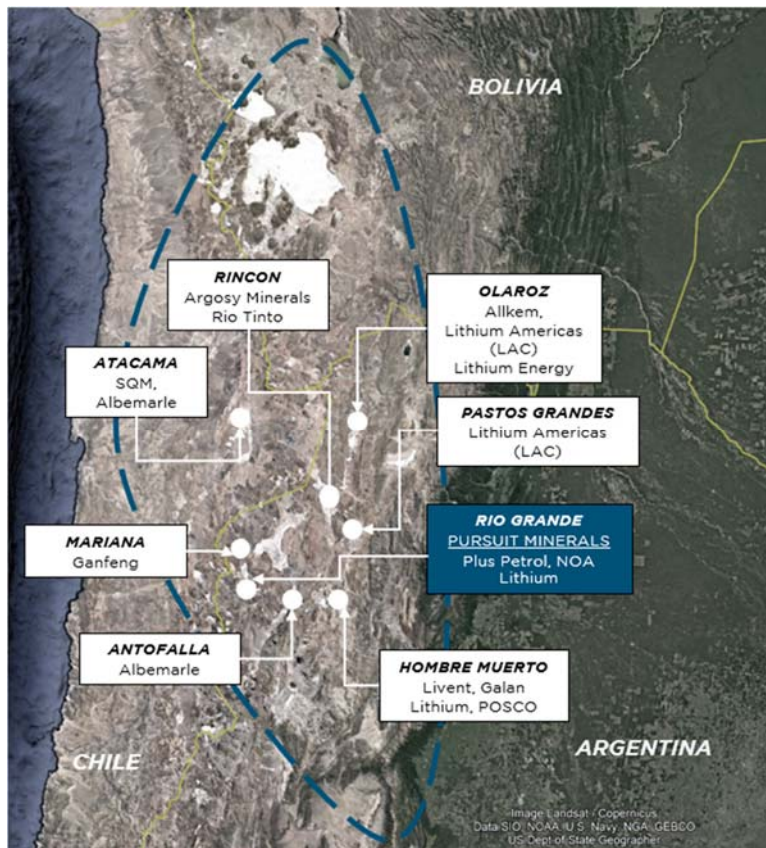 BOLIVIA
RINCON
Argosy Minerals
Rio Tinto
OLAROZ
Allkem,
Lithium Americas
(LAC)
Lithium Energy
ATACAMA
SQM,
Albemarle
PASTOS GRANDES
Lithium Americas
(LAC)
RIO GRANDE
PURSUIT MINERALS
Plus Petrol, NOA
Lithium
MARIANA
Ganfeng
ANTOFALLA
Albemarle
HOMBRE MUERTO
Livent, Galan
Lithium, POSCO
CHILE
ARGENTINA
Image Landsat / Copernicus
Data SIO, NOAA, U.S. Navy, NGA, GEBCO
US Dept of State Geographer